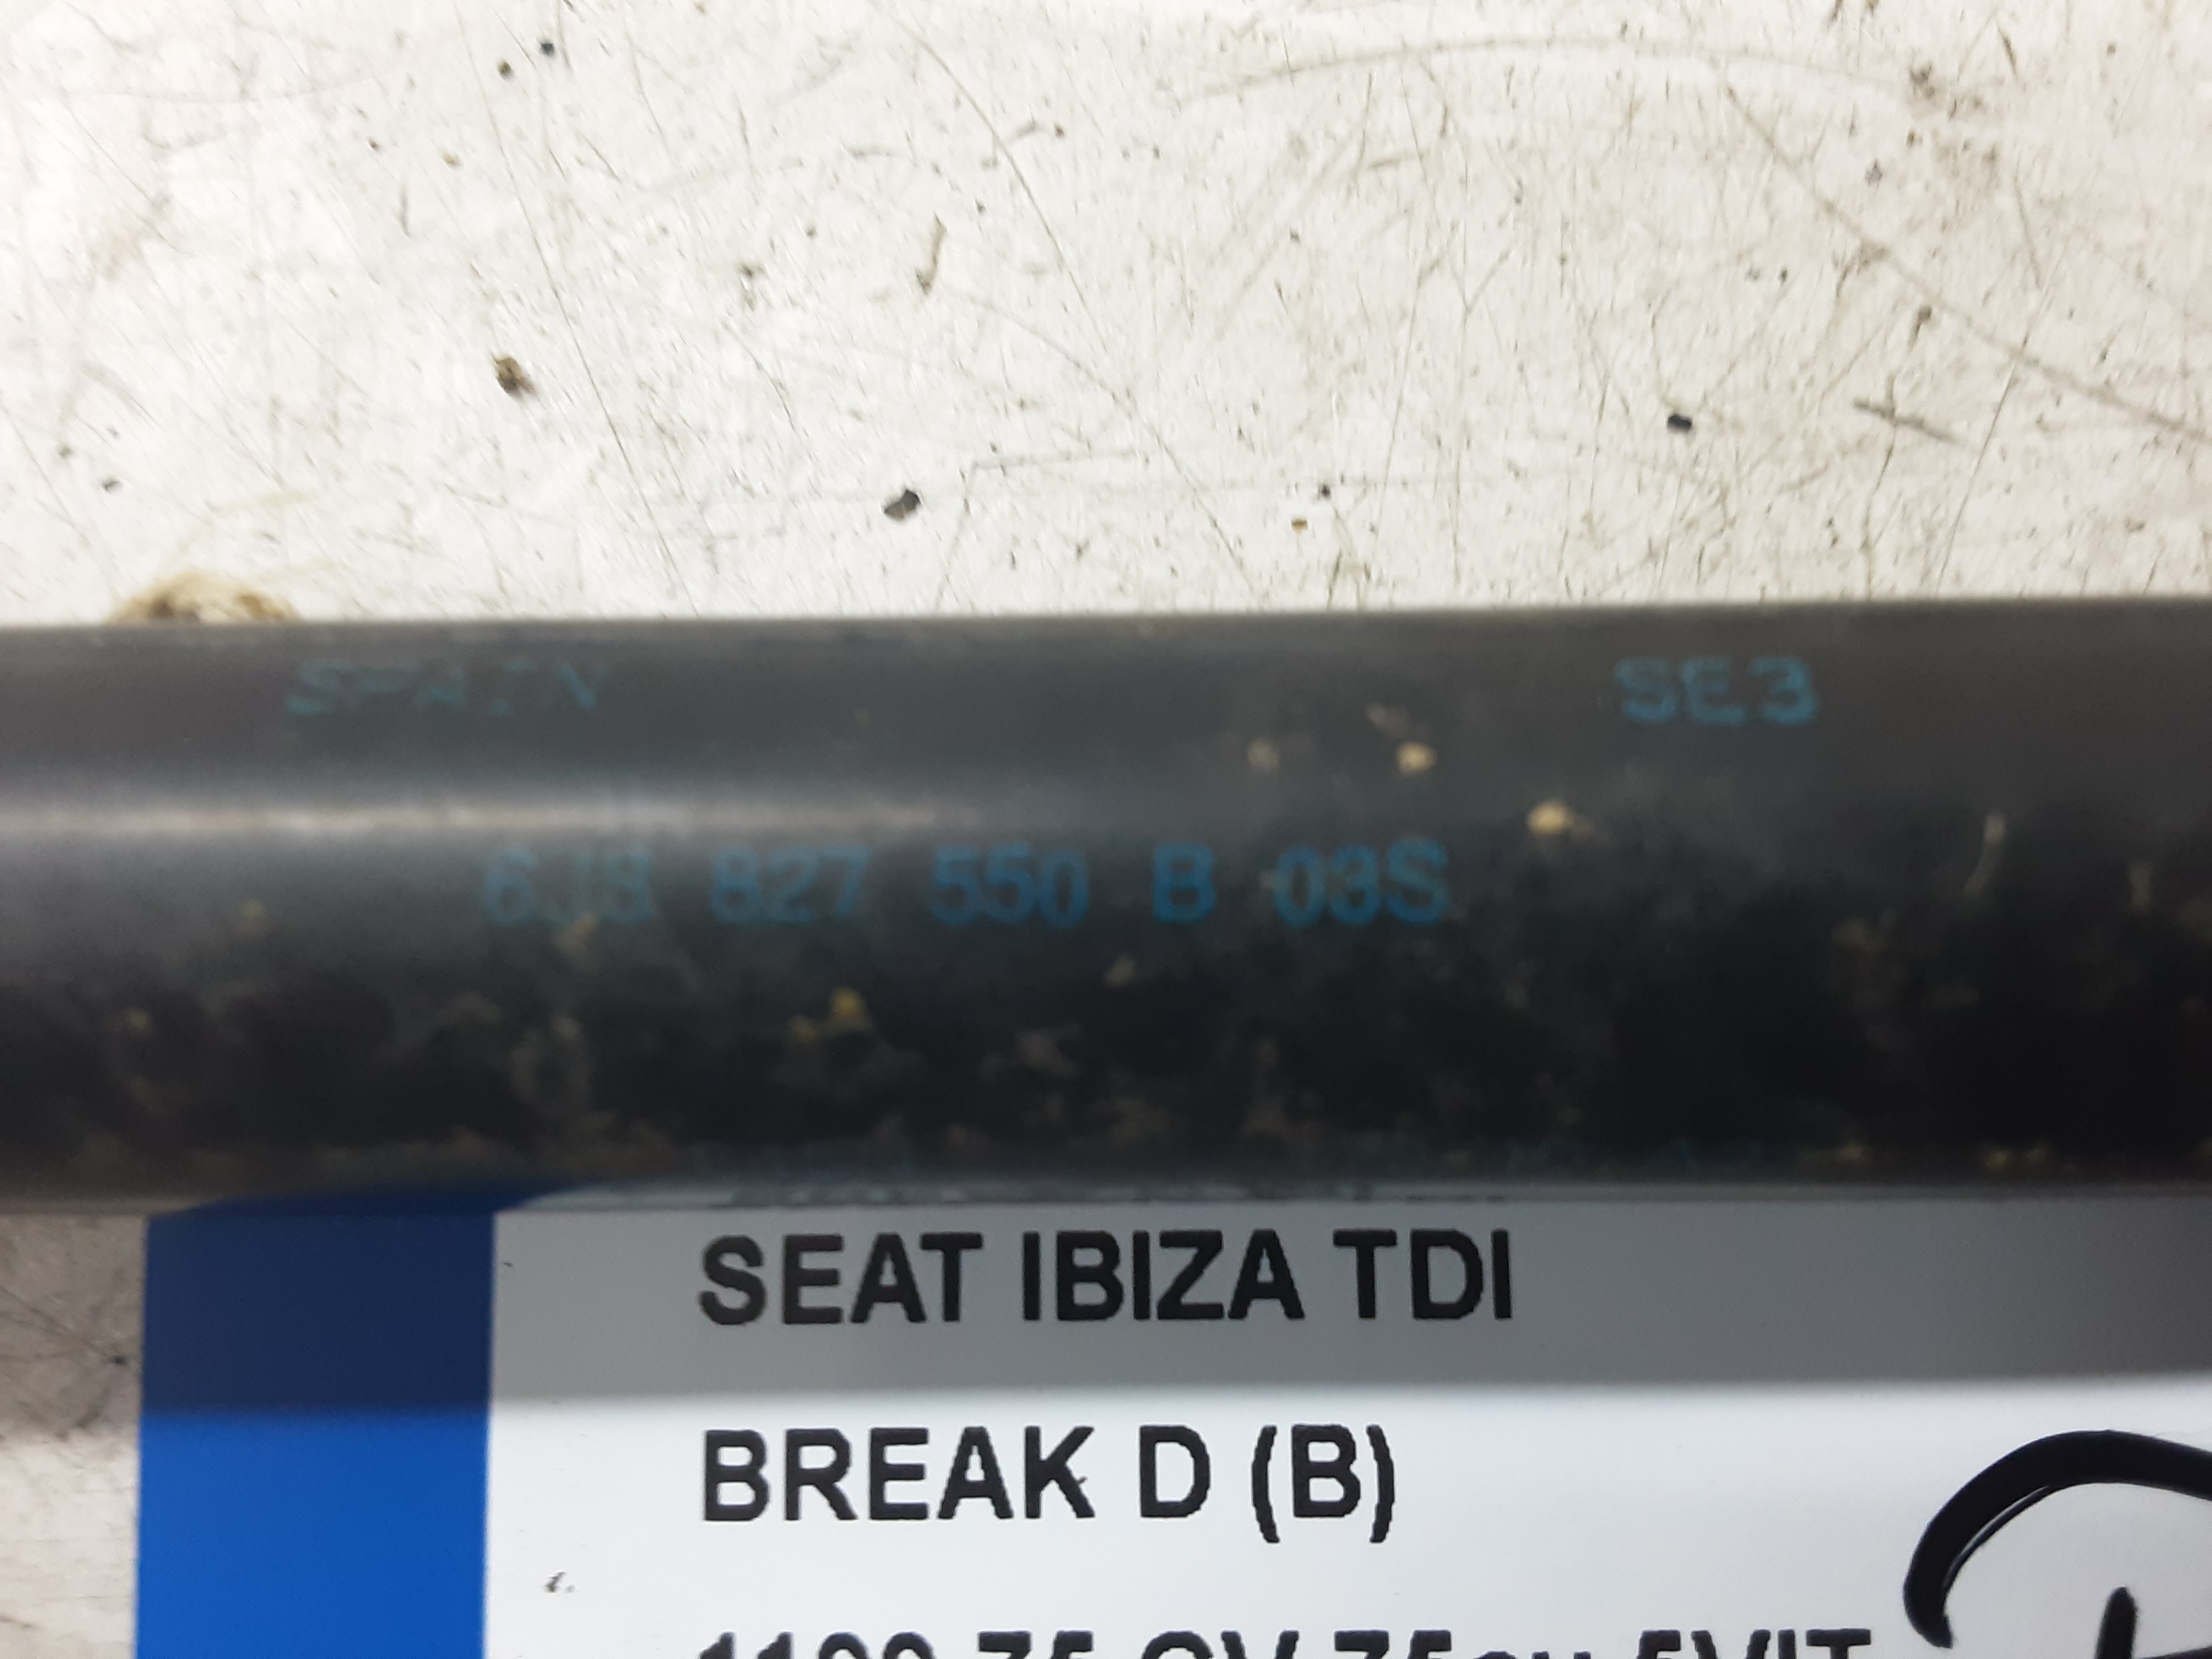 SPAIN SE3
6J8 827 550 B 03S
SEAT IBIZA TDI
BREAK D (B)